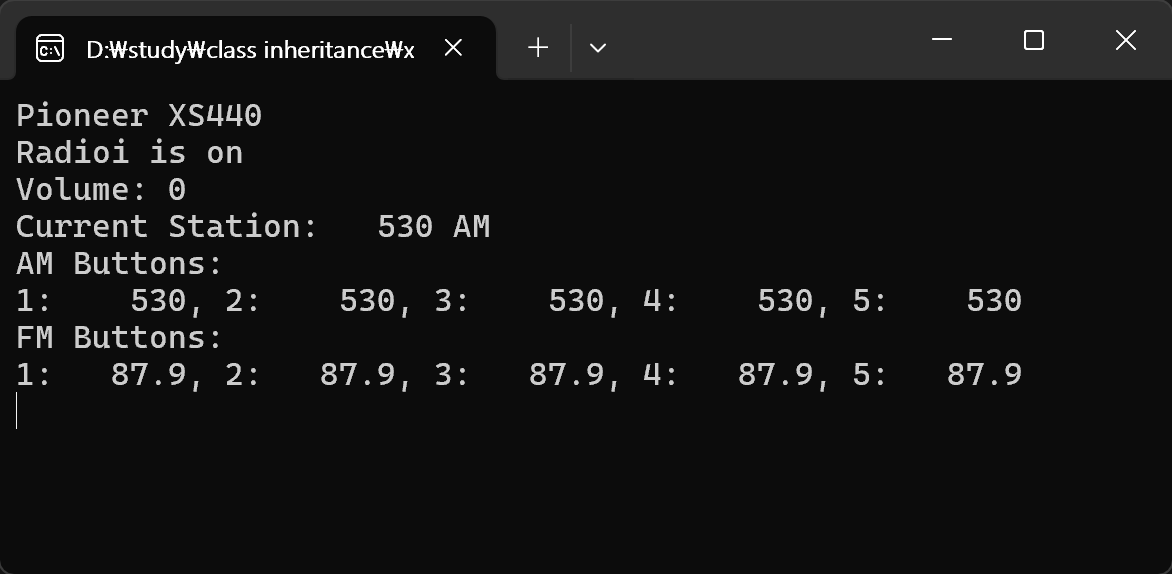 D:₩study₩class inheritance₩x
Pioneer XS440
Radioi is on
Volume: 0
Current Station:   530 AM
AM Buttons:
1:    530, 2:    530, 3:    530, 4:    530, 5:    530
FM Buttons:
1:   87.9, 2:   87.9, 3:   87.9, 4:   87.9, 5:   87.9